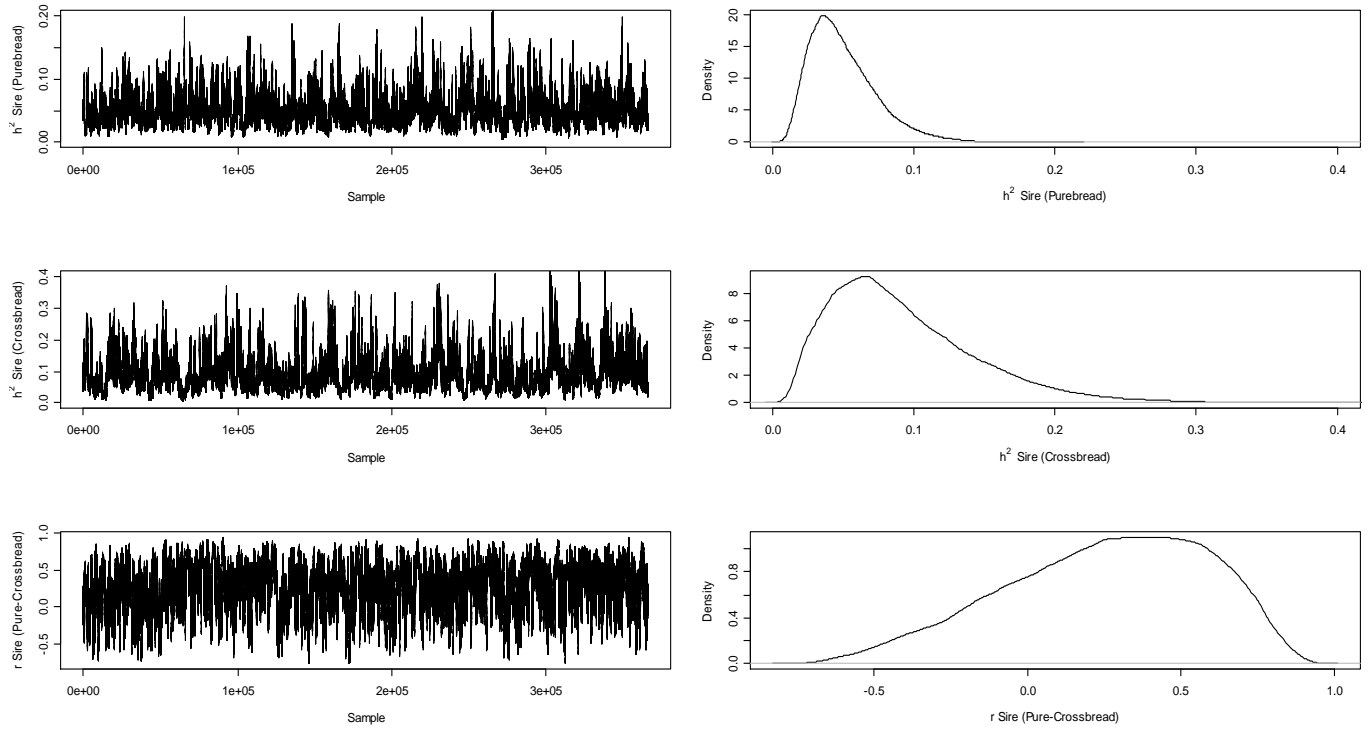 h² Sire (Purebread)
0.00 0.10 0.20
0e+00 1e+05 2e+05 3e+05
Sample
Density
0 5 10 15 20
0.0 0.1 0.2 0.3 0.4
h² Sire (Purebread)
h² Sire (Crossbread)
0.0 0.1 0.2 0.3 0.4
0e+00 1e+05 2e+05 3e+05
Sample
Density
0 2 4 6 8
0.0 0.1 0.2 0.3 0.4
h² Sire (Crossbread)
r Sire (Pure-Crossbread)
-0.5 0.0 0.5 1.0
0e+00 1e+05 2e+05 3e+05
Sample
Density
0.0 0.4 0.8
-0.5 0.0 0.5 1.0
r Sire (Pure-Crossbread)